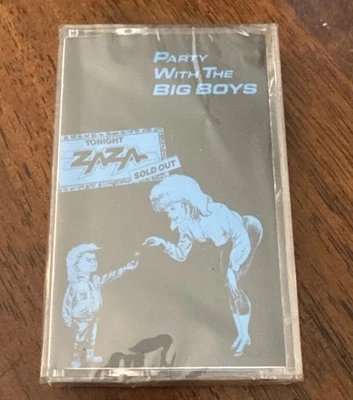 PARTY
WITH THE
BIG BOYS
TONIGHT
ZAZA
SOLD OUT